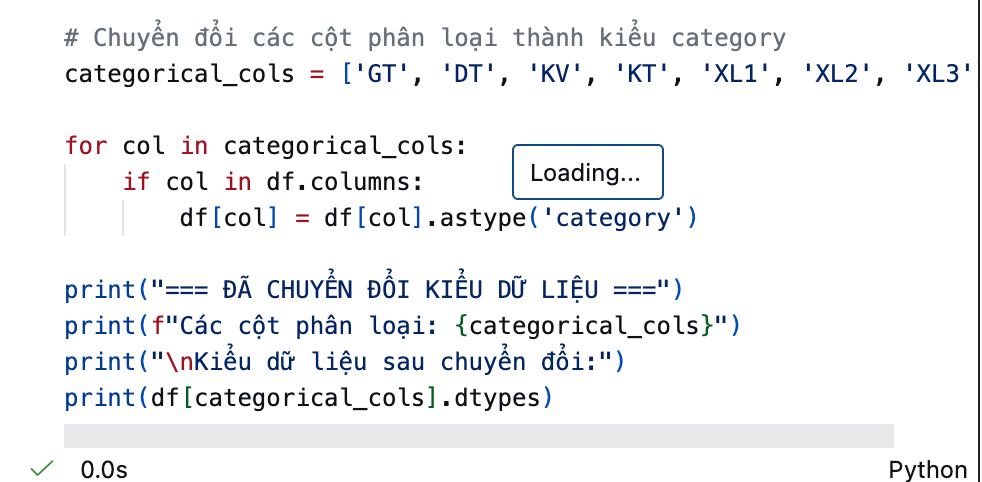 # Chuyển đổi các cột phân loại thành kiểu category
categorical_cols = ['GT', 'DT', 'KV', 'KT', 'XL1', 'XL2', 'XL3'
for col in categorical_cols:
Loading...
if col in df.columns:
df[col] = df[col].astype('category')
print("=== ĐÃ CHUYỂN ĐỔI KIỂU DỮ LIỆU ===")
print(f"Các cột phân loại: {categorical_cols}")
print("\nKiểu dữ liệu sau chuyển đổi:")
print(df[categorical_cols].dtypes)
0.0s
Python